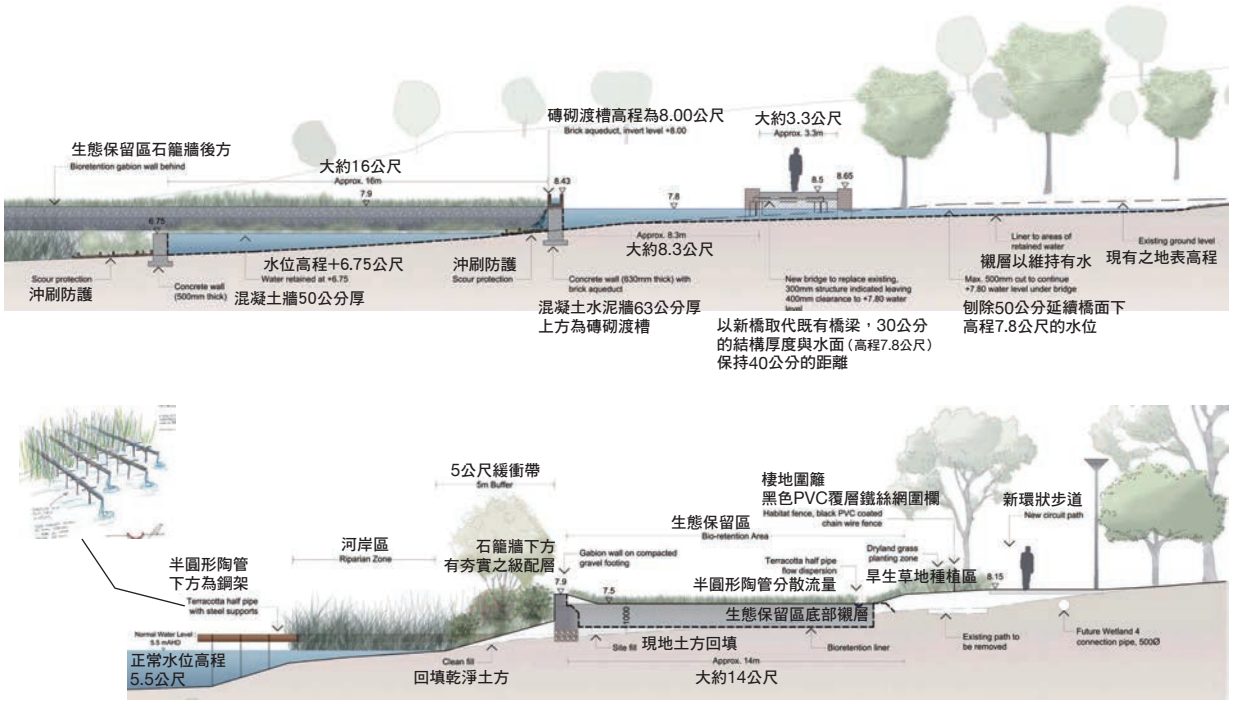 磚砌渡槽高程為8.00公尺
Brick aqueduct, invert level +8.00
大約3.3公尺
Approx. 3.3m
生態保留區石籠牆後方
Bioretention gabion wall behind
大約16公尺
Approx. 16m
7.9
8.43
7.8
8.5
8.65
6.75
Approx. 8.3m
大約8.3公尺
水位高程+6.75公尺
Water retained at +6.75
Scour protection
沖刷防護
Concrete wall
(500mm thick)
混凝土牆50公分厚
沖刷防護
Scour protection
Concrete wall (630mm thick) with
brick aqueduct
混凝土水泥牆63公分厚
上方為磚砌渡槽
New bridge to replace existing,
300mm structure indicated leaving
400mm clearance to +7.80 water
level
以新橋取代既有橋梁，30公分
的結構厚度與水面(高程7.8公尺)
保持40公分的距離
Liner to areas of
retained water
襯層以維持有水
Existing ground level
現有之地表高程
Max. 500mm cut to continue
+7.80 water level under bridge
刨除50公分延續橋面下
高程7.8公尺的水位
5公尺緩衝帶
5m Buffer
棲地圍籬
黑色PVC覆層鐵絲網圍欄
Habitat fence, black PVC coated
chain wire fence
新環狀步道
New circuit path
生態保留區
Bio-retention Area
河岸區
Riparian Zone
石籠牆下方
有夯實之級配層
Gabion wall on compacted
gravel footing
Terracotta half pipe
flow dispersion
半圓形陶管分散流量
Dryland grass
planting zone
旱生草地種植區
半圓形陶管
下方為鋼架
Terracotta half pipe
with steel supports
7.9
7.5
8.15
1000
生態保留區底部襯層
Normal Water Level :
5.5 mAHD
正常水位高程
5.5公尺
Clean fill
回填乾淨土方
Site fill
現地土方回填
Approx. 14m
大約14公尺
Bioretention liner
Existing path to
be removed
Future Wetland 4
connection pipe, 500Ø